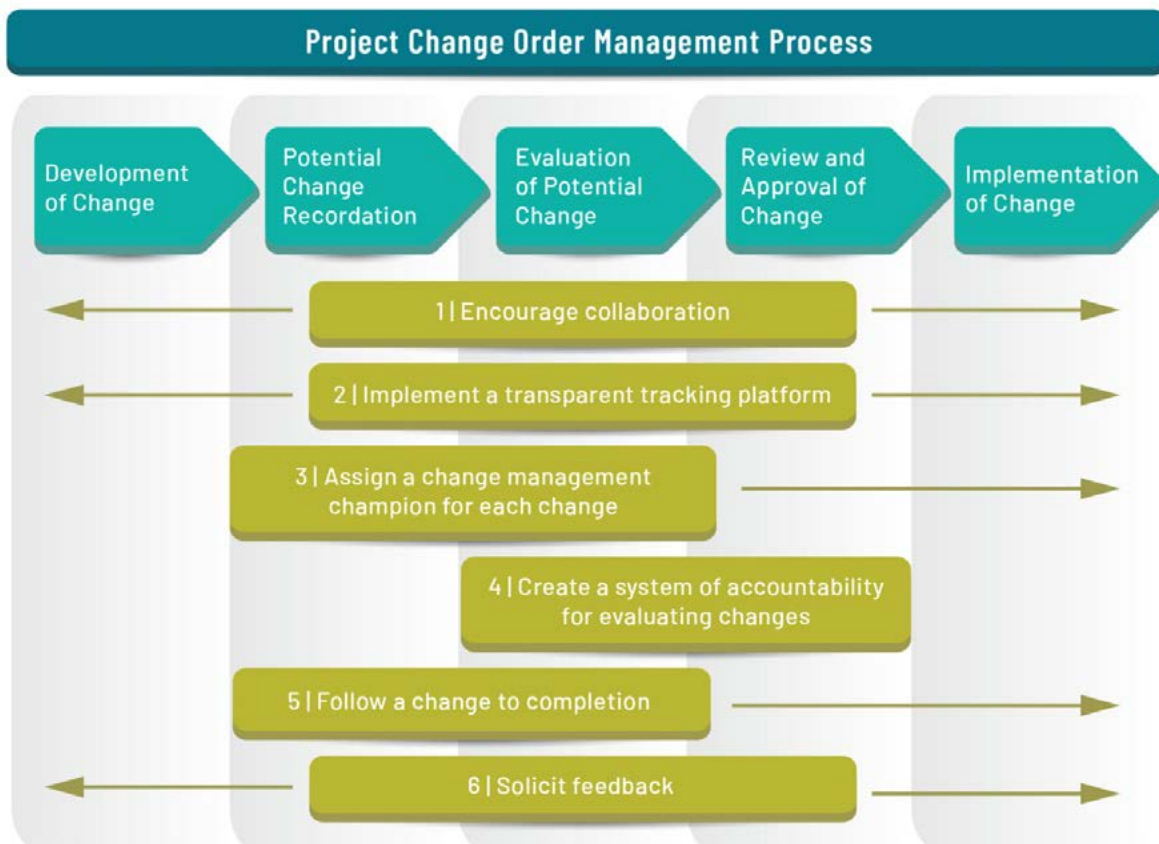 Project Change Order Management Process
Development
of Change
Potential
Change
Recordation
Evaluation
of Potential
Change
Review and
Approval of
Change
Implementation
of Change
1 | Encourage collaboration
2 | Implement a transparent tracking platform
3 | Assign a change management
champion for each change
4 | Create a system of accountability
for evaluating changes
5 | Follow a change to completion
6 | Solicit feedback